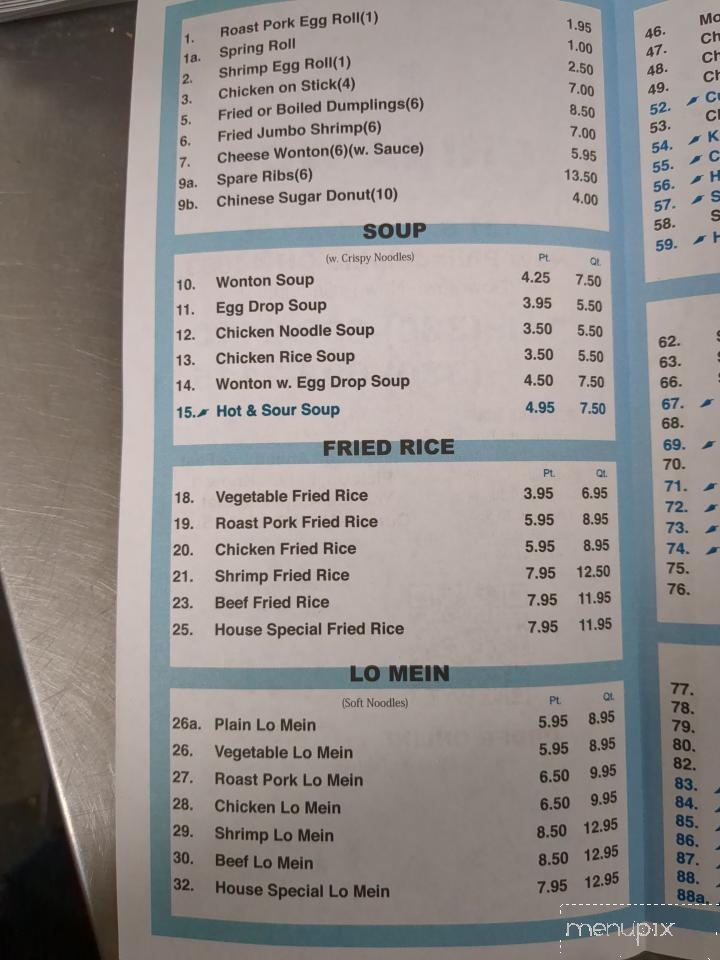 1. Roast Pork Egg Roll(1) 1.95
1a. Spring Roll 1.00
2. Shrimp Egg Roll(1) 2.50
3. Chicken on Stick(4) 7.00
5. Fried or Boiled Dumplings(6) 8.50
6. Fried Jumbo Shrimp(6) 7.00
7. Cheese Wonton(6)(w. Sauce) 5.95
9a. Spare Ribs(6) 13.50
9b. Chinese Sugar Donut(10) 4.00
SOUP
(w. Crispy Noodles) Pt. Qt.
10. Wonton Soup 4.25 7.50
11. Egg Drop Soup 3.95 5.50
12. Chicken Noodle Soup 3.50 5.50
13. Chicken Rice Soup 3.50 5.50
14. Wonton w. Egg Drop Soup 4.50 7.50
15. Hot & Sour Soup 4.95 7.50
FRIED RICE
Pt. Qt.
18. Vegetable Fried Rice 3.95 6.95
19. Roast Pork Fried Rice 5.95 8.95
20. Chicken Fried Rice 5.95 8.95
21. Shrimp Fried Rice 7.95 12.50
23. Beef Fried Rice 7.95 11.95
25. House Special Fried Rice 7.95 11.95
LO MEIN
(Soft Noodles) Pt. Qt.
26a. Plain Lo Mein 5.95 8.95
26. Vegetable Lo Mein 5.95 8.95
27. Roast Pork Lo Mein 6.50 9.95
28. Chicken Lo Mein 6.50 9.95
29. Shrimp Lo Mein 8.50 12.95
30. Beef Lo Mein 8.50 12.95
32. House Special Lo Mein 7.95 12.95
46.
47.
48.
49.
52.
53.
54.
55.
56.
57.
58.
59.
62.
63.
66.
67.
68.
69.
70.
71.
72.
73.
74.
75.
76.
77.
78.
79.
80.
82.
83.
84.
85.
86.
87.
88.
88a.
menupix